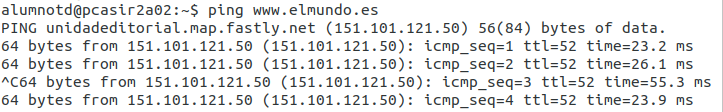 alumnotd@pcasir2a02:~$ ping www.elmundo.es
PING unidadeditorial.map.fastly.net (151.101.121.50) 56(84) bytes of data.
64 bytes from 151.101.121.50 (151.101.121.50): icmp_seq=1 ttl=52 time=23.2 ms
64 bytes from 151.101.121.50 (151.101.121.50): icmp_seq=2 ttl=52 time=26.1 ms
^C64 bytes from 151.101.121.50 (151.101.121.50): icmp_seq=3 ttl=52 time=55.3 ms
64 bytes from 151.101.121.50 (151.101.121.50): icmp_seq=4 ttl=52 time=23.9 ms